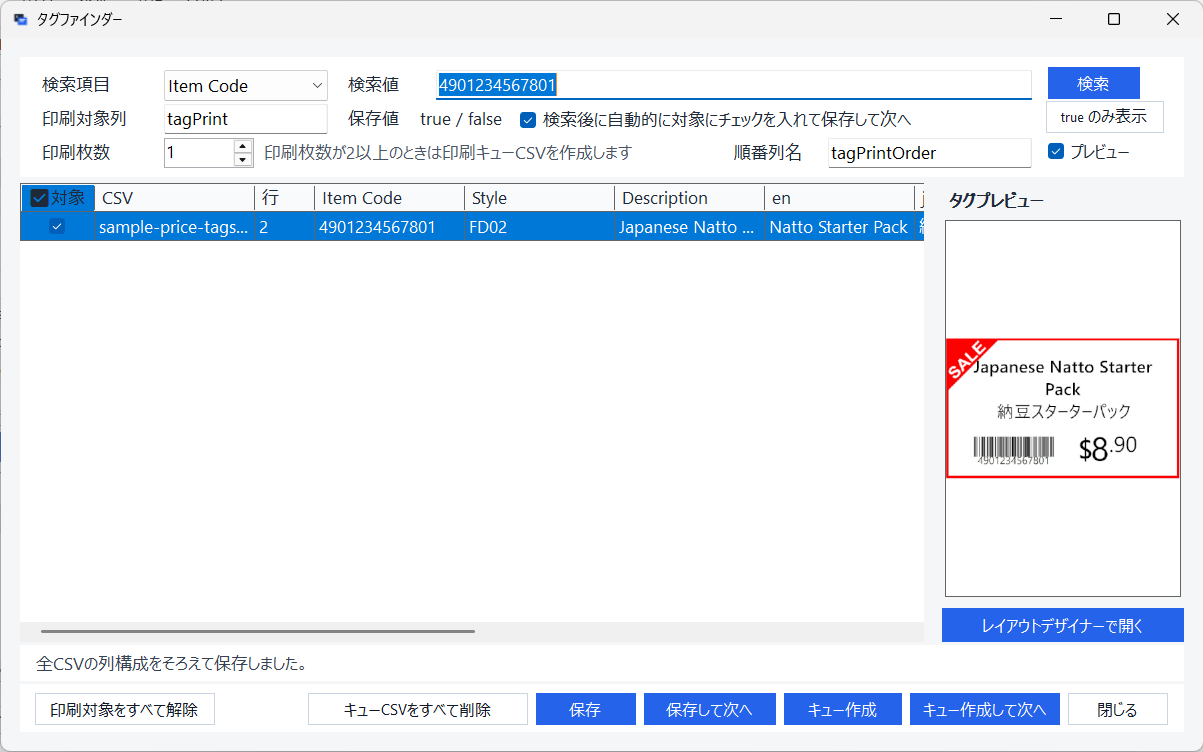 タグファインダー
検索項目 Item Code 検索値 4901234567801 検索
印刷対象列 tagPrint 保存値 true / false 検索後に自動的に対象にチェックを入れて保存して次へ true のみ表示
印刷枚数 1 印刷枚数が2以上のときは印刷キューCSVを作成します 順番列名 tagPrintOrder プレビュー
対象 CSV 行 Item Code Style Description en
sample-price-tags... 2 4901234567801 FD02 Japanese Natto ... Natto Starter Pack
タグプレビュー
SALE
Japanese Natto Starter
Pack
納豆スターターパック
$8.90
4901234567801
レイアウトデザイナーで開く
全CSVの列構成をそろえて保存しました。
印刷対象をすべて解除 キューCSVをすべて削除 保存 保存して次へ キュー作成 キュー作成して次へ 閉じる